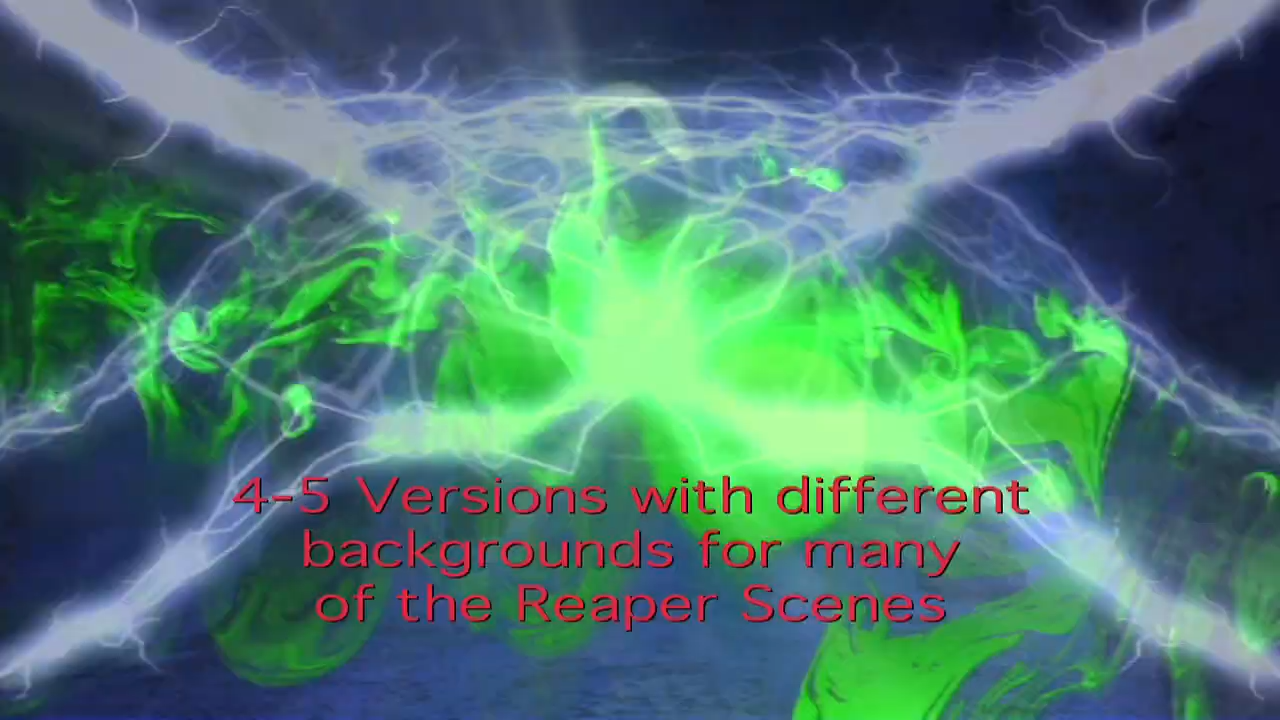 4-5 Versions with different
backgrounds for many
of the Reaper Scenes